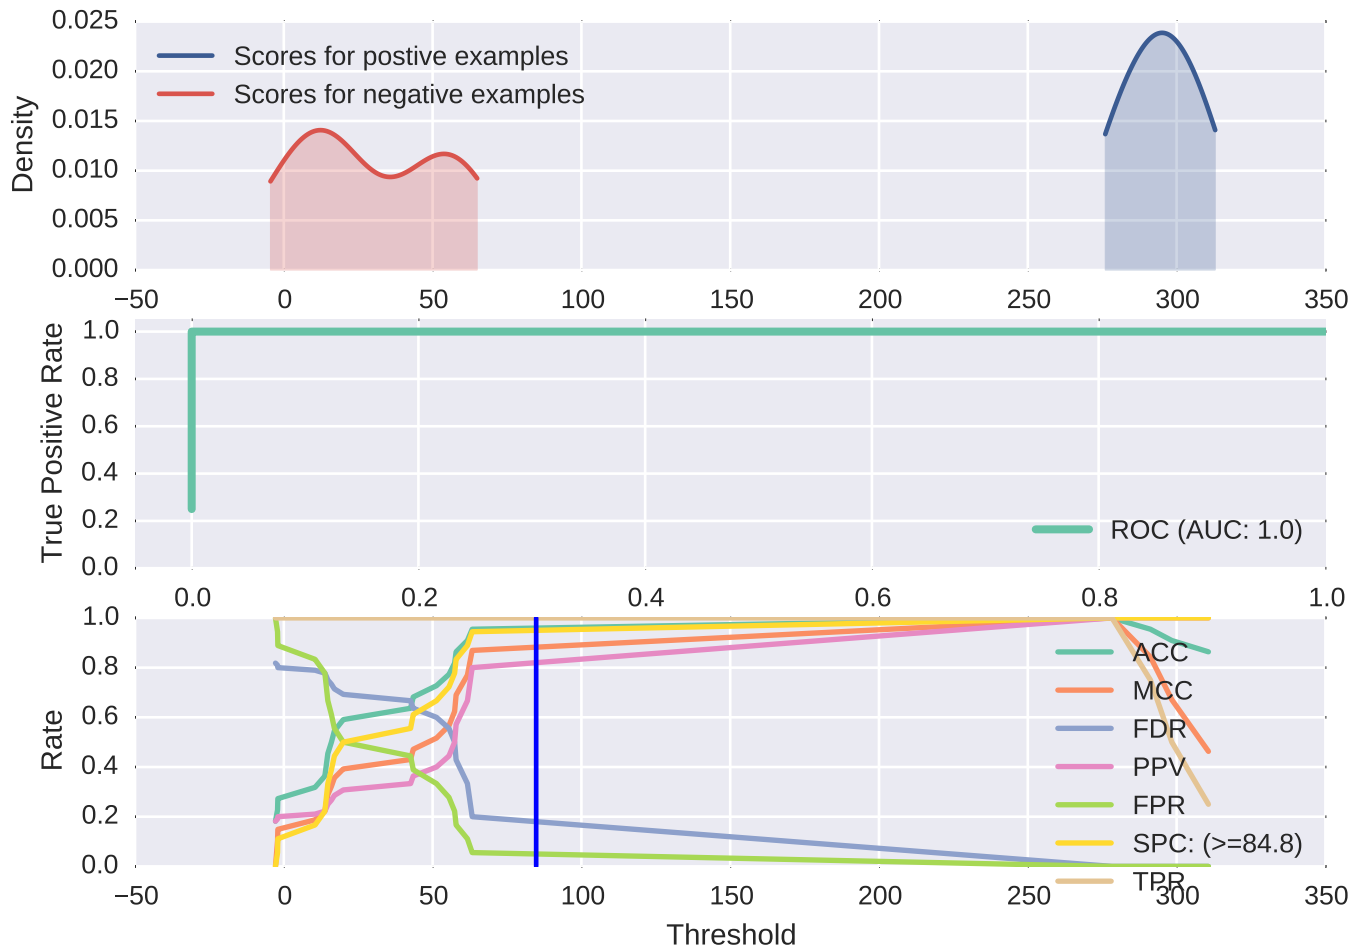 0.025
0.020
0.015
0.010
0.005
0.000
Density
Scores for postive examples
Scores for negative examples
−50 0 50 100 150 200 250 300 350
1.0
0.8
0.6
0.4
0.2
0.0
True Positive Rate
ROC (AUC: 1.0)
0.0 0.2 0.4 0.6 0.8 1.0
1.0
0.8
0.6
0.4
0.2
0.0
Rate
ACC
MCC
FDR
PPV
FPR
SPC: (>=84.8)
TPR
−50 0 50 100 150 200 250 300 350
Threshold